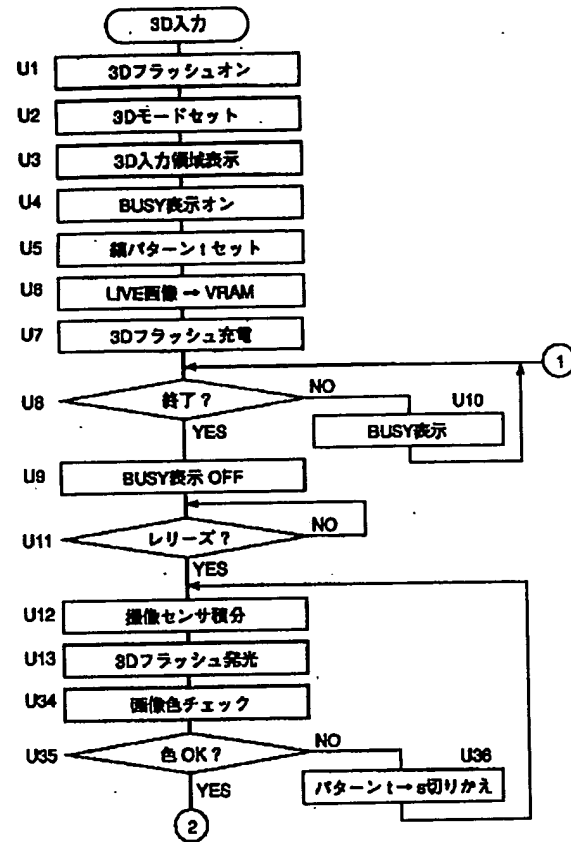 3D入力
U1 3Dフラッシュオン
U2 3Dモードセット
U3 3D入力領域表示
U4 BUSY表示オン
U5 縞パターンtセット
U6 LIVE画像→VRAM
U7 3Dフラッシュ充電
1
U8 終了? NO
U10
YES BUSY表示
U9 BUSY表示 OFF
U11 レリーズ? NO
YES
U12 撮像センサ積分
U13 3Dフラッシュ発光
U34 画像色チェック
U35 色OK? NO
U36
YES パターンt→s切りかえ
2